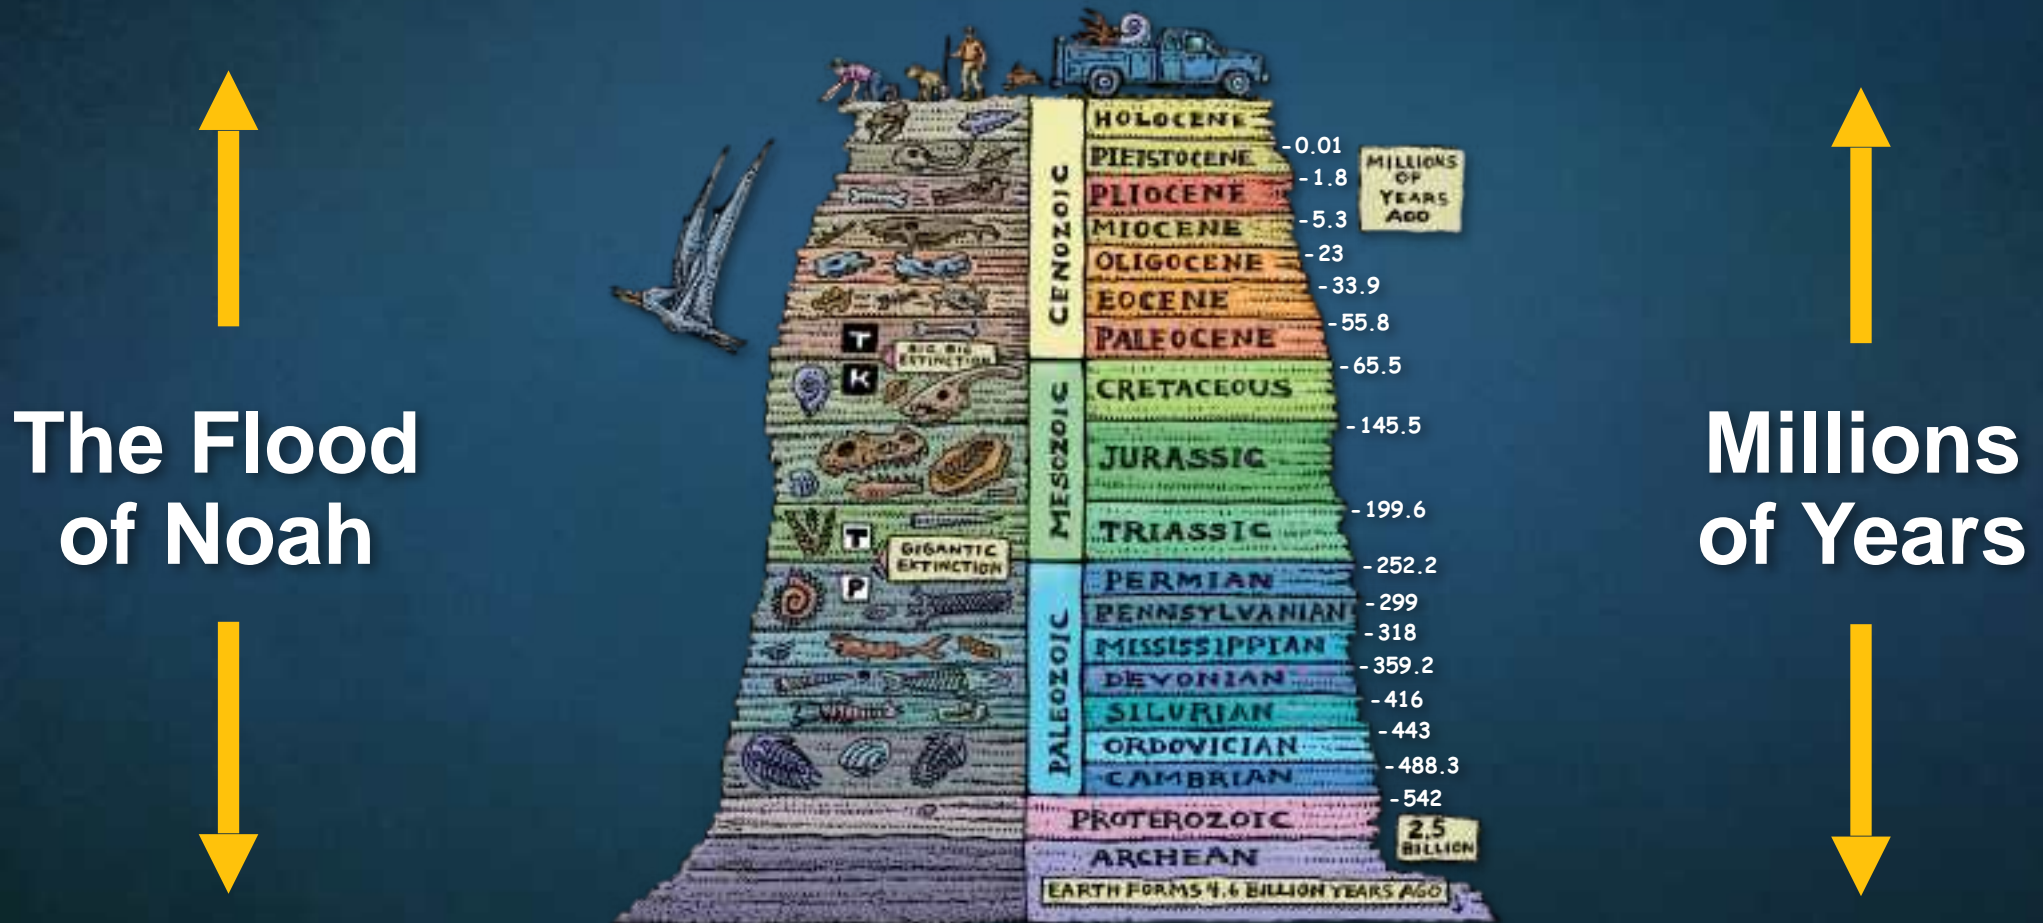 The Flood
of Noah
HOLOCENE
PLEISTOCENE
PLIOCENE
MIOCENE
OLIGOCENE
EOCENE
PALEOCENE
CENOZOIC
-0.01
-1.8
-5.3
-23
-33.9
-55.8
-65.5
MILLIONS
OF
YEARS
AGO
T
BIG, BIG
EXTINCTION
K
CRETACEOUS
JURASSIC
TRIASSIC
MESOZOIC
-145.5
-199.6
-252.2
T
GIGANTIC
EXTINCTION
P
PERMIAN
PENNSYLVANIAN
MISSISSIPPIAN
DEVONIAN
SILURIAN
ORDOVICIAN
CAMBRIAN
PALEOZOIC
-299
-318
-359.2
-416
-443
-488.3
-542
PROTEROZOIC
2.5
BILLION
ARCHEAN
EARTH FORMS 4.6 BILLION YEARS AGO
Millions
of Years